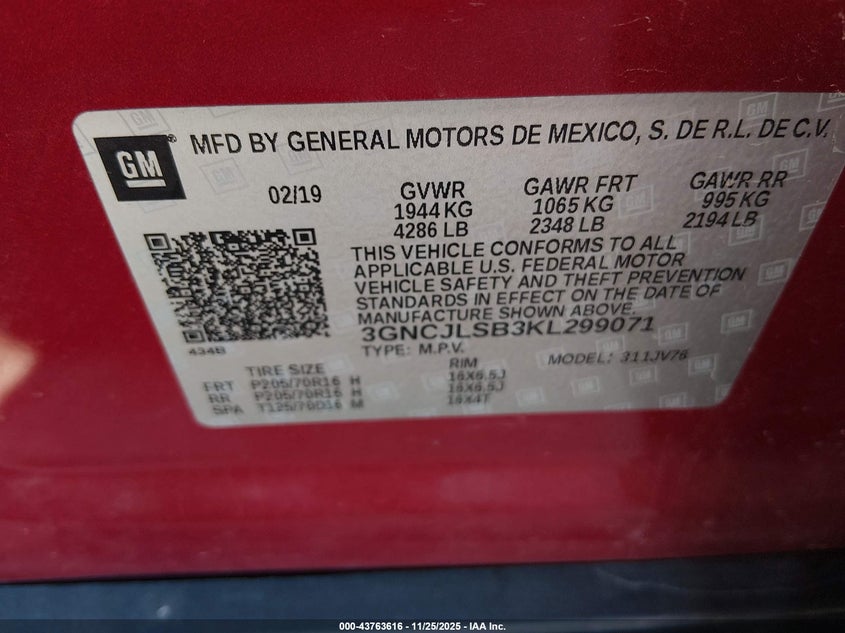 GM
MFD BY GENERAL MOTORS DE MEXICO, S. DE R.L. DE C.V.
02/19 GVWR GAWR FRT GAWR RR
1944 KG 1065 KG 995 KG
4286 LB 2348 LB 2194 LB
THIS VEHICLE CONFORMS TO ALL
APPLICABLE U.S. FEDERAL MOTOR
VEHICLE SAFETY AND THEFT PREVENTION
STANDARDS IN EFFECT ON THE DATE OF
MANUFACTURE SHOWN ABOVE.
3GNCJLSB3KL299071
434B
TYPE: M.P.V. MODEL: 311JV76
TIRE SIZE RIM
FRT P205/70R16 H 16X6.5J
RR P205/70R16 H 16X6.5J
SPA T125/70D16 M 16X4T
000-43763616 - 11/25/2025 - IAA Inc.